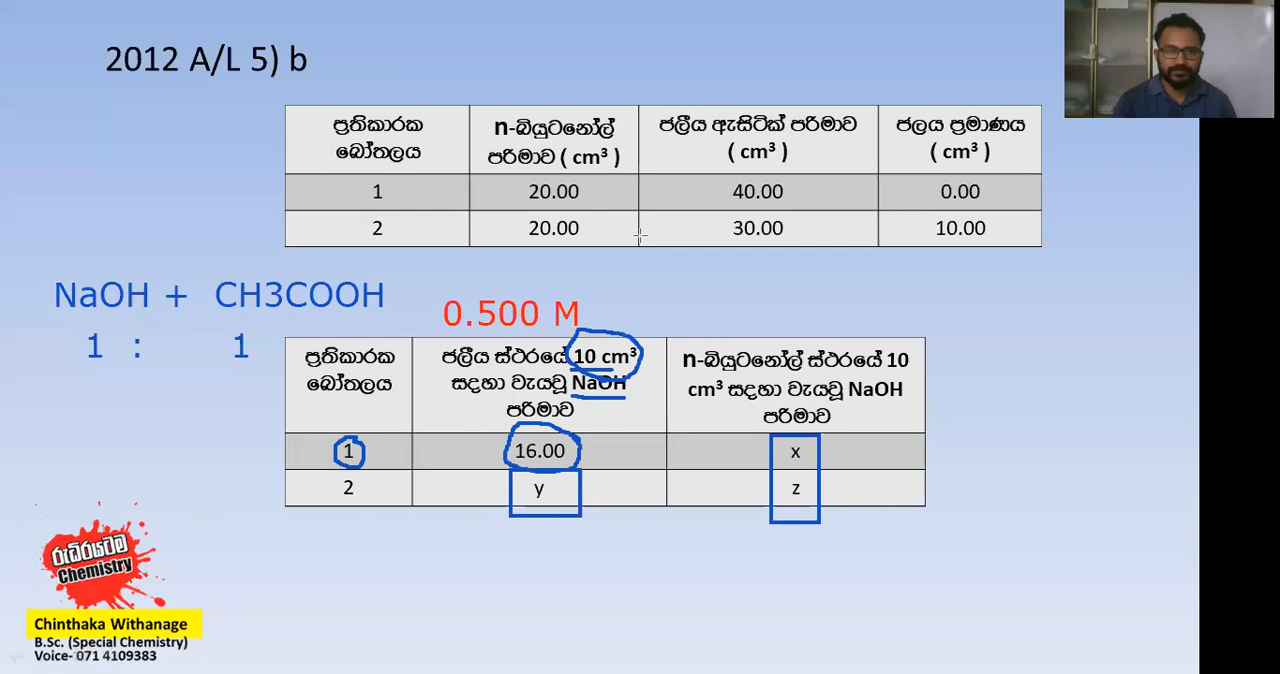 2012 A/L 5) b
ප්‍රතිකාරක බෝතලය
n-බියුටනෝල් පරිමාව ( cm³ )
ජලීය ඇසිටික් පරිමාව ( cm³ )
ජලය ප්‍රමාණය ( cm³ )
1 20.00 40.00 0.00
2 20.00 30.00 10.00
NaOH + CH3COOH
1 : 1
0.500 M
ප්‍රතිකාරක බෝතලය
ජලීය ස්ථරයේ 10 cm³ සදහා වැයවූ NaOH පරිමාව
n-බියුටනෝල් ස්ථරයේ 10 cm³ සදහා වැයවූ NaOH පරිමාව
1 16.00 x
2 y z
රුධිරයටම
Chemistry
Chinthaka Withanage
B.Sc. (Special Chemistry)
Voice- 071 4109383